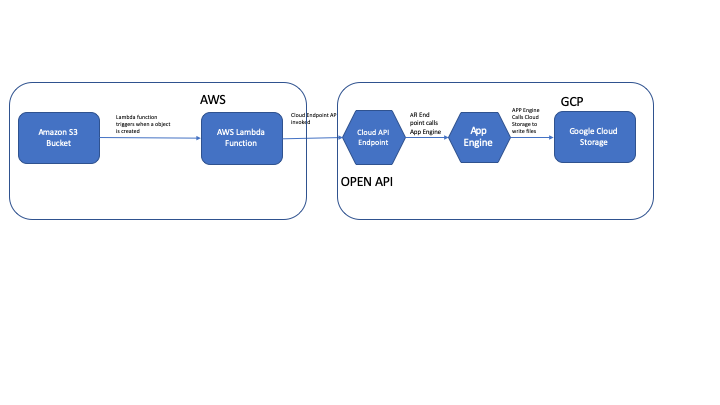 AWS
GCP
Amazon S3
Bucket
Lambda function
triggers when a object
is created
AWS Lambda
Function
Cloud Endpoint AP
invoked
Cloud API
Endpoint
OPEN API
AR End
point calls
App Engine
App
Engine
APP Engine
Calls Cloud
Storage to
write files
Google Cloud
Storage